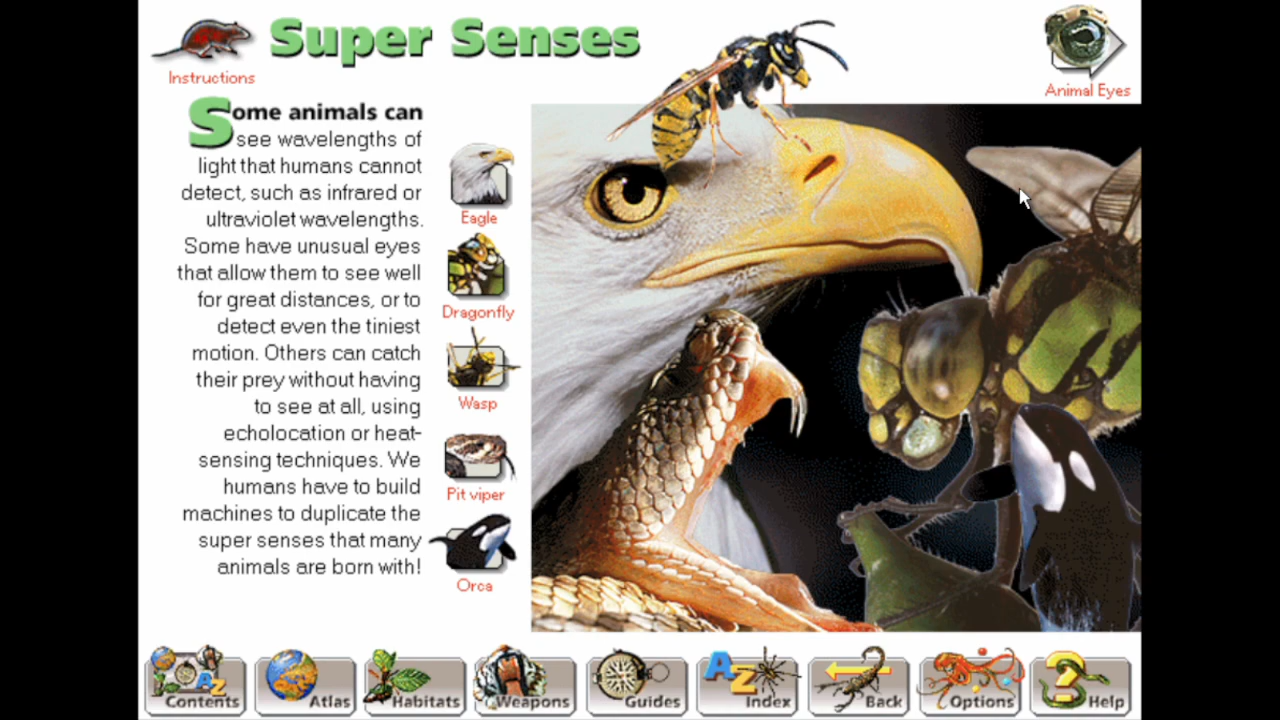 Super Senses
Instructions
Animal Eyes
Some animals can
see wavelengths of
light that humans cannot
detect, such as infrared or
ultraviolet wavelengths.
Some have unusual eyes
that allow them to see well
for great distances, or to
detect even the tiniest
motion. Others can catch
their prey without having
to see at all, using
echolocation or heat-
sensing techniques. We
humans have to build
machines to duplicate the
super senses that many
animals are born with!
Eagle
Dragonfly
Wasp
Pit viper
Orca
A Z
Contents
Atlas
Habitats
Weapons
Guides
A Z
Index
Back
Options
?
Help